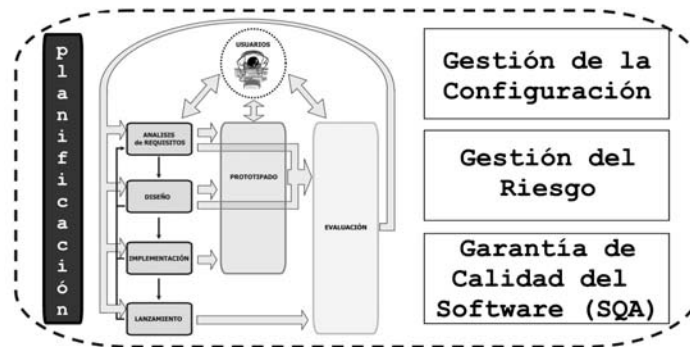 planificación
USUARIOS
ANALISIS
de REQUISITOS
DISEÑO
IMPLEMENTACIÓN
LANZAMIENTO
PROTOTIPADO
EVALUACIÓN
Gestión de la
Configuración
Gestión del
Riesgo
Garantía de
Calidad del
Software (SQA)